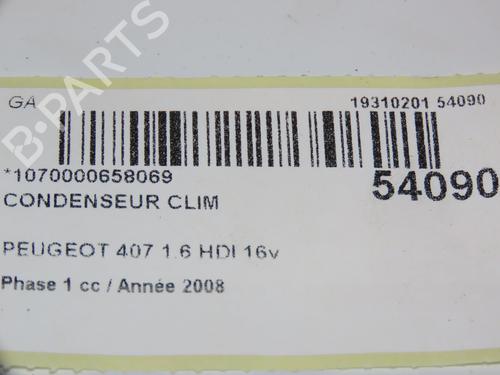 B-PARTS
GA
19310201 54090
*1070000658069
54090
CONDENSEUR CLIM
PEUGEOT 407 1.6 HDI 16v
Phase 1 cc / Année 2008